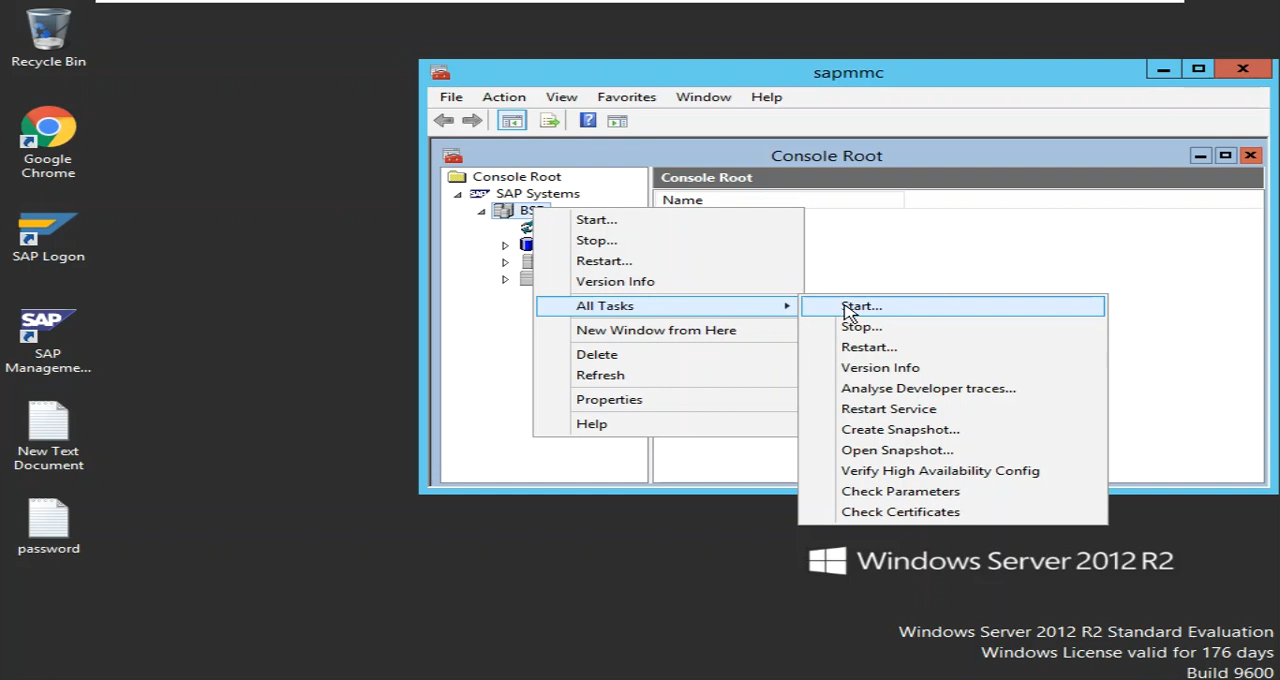 Recycle Bin
Google
Chrome
SAP Logon
SAP
SAP
Manageme...
New Text
Document
password
sapmmc
File Action View Favorites Window Help
Console Root
Console Root
SAP SAP Systems
Console Root
Name
Start...
Stop...
Restart...
Version Info
All Tasks
New Window from Here
Delete
Refresh
Properties
Help
Start...
Stop...
Restart...
Version Info
Analyse Developer traces...
Restart Service
Create Snapshot...
Open Snapshot...
Verify High Availability Config
Check Parameters
Check Certificates
Windows Server 2012 R2
Windows Server 2012 R2 Standard Evaluation
Windows License valid for 176 days
Build 9600